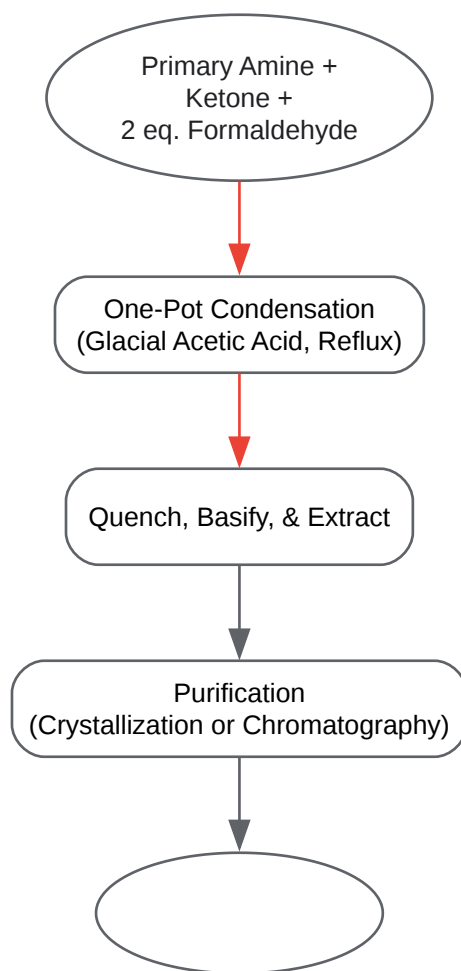 Primary Amine +
Ketone +
2 eq. Formaldehyde
One-Pot Condensation
(Glacial Acetic Acid, Reflux)
Quench, Basify, & Extract
Purification
(Crystallization or Chromatography)